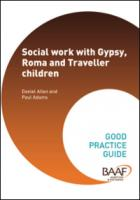 Social work with Gypsy,
Roma and Traveller
children
Daniel Allen and
Paul Adams
GOOD
PRACTICE
GUIDE
BAAF